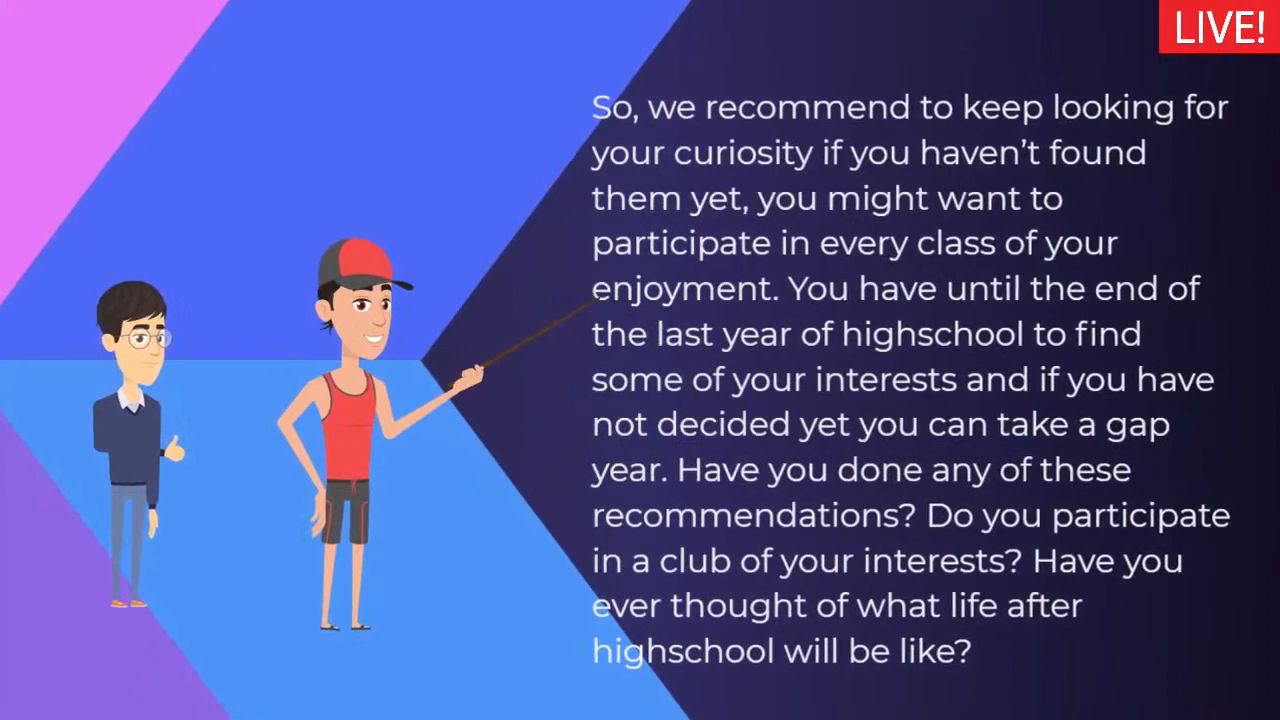 LIVE!
So, we recommend to keep looking for
your curiosity if you haven’t found
them yet, you might want to
participate in every class of your
enjoyment. You have until the end of
the last year of highschool to find
some of your interests and if you have
not decided yet you can take a gap
year. Have you done any of these
recommendations? Do you participate
in a club of your interests? Have you
ever thought of what life after
highschool will be like?